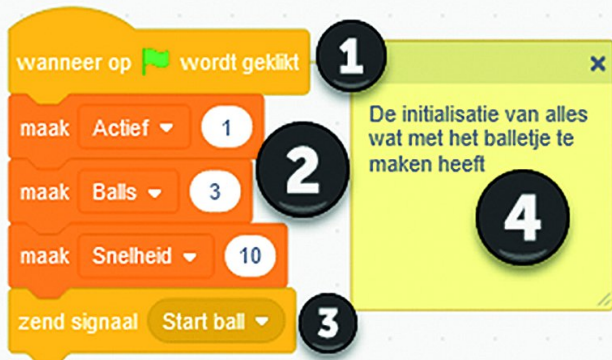 wanneer op wordt geklikt
1
maak Actief 1
maak Balls 3
2
maak Snelheid 10
zend signaal Start ball
3
De initialisatie van alles
wat met het balletje te
maken heeft
4